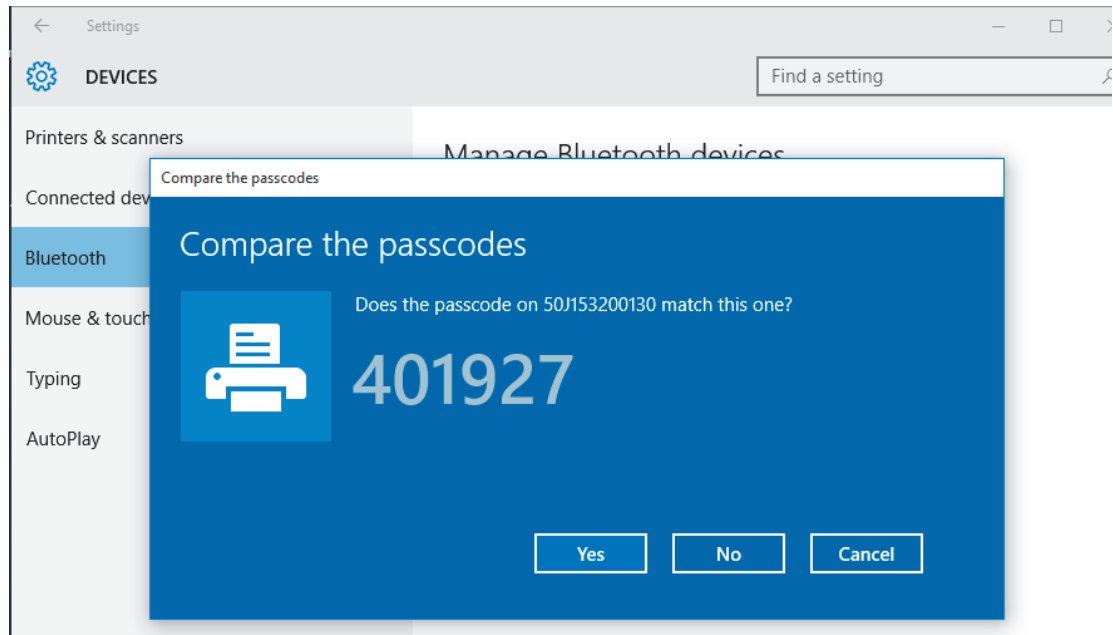 Settings
DEVICES
Find a setting
Printers & scanners
Manage Bluetooth devices
Connected dev
Compare the passcodes
Bluetooth
Compare the passcodes
Does the passcode on 50J153200130 match this one?
Mouse & touch
401927
Typing
AutoPlay
Yes
No
Cancel